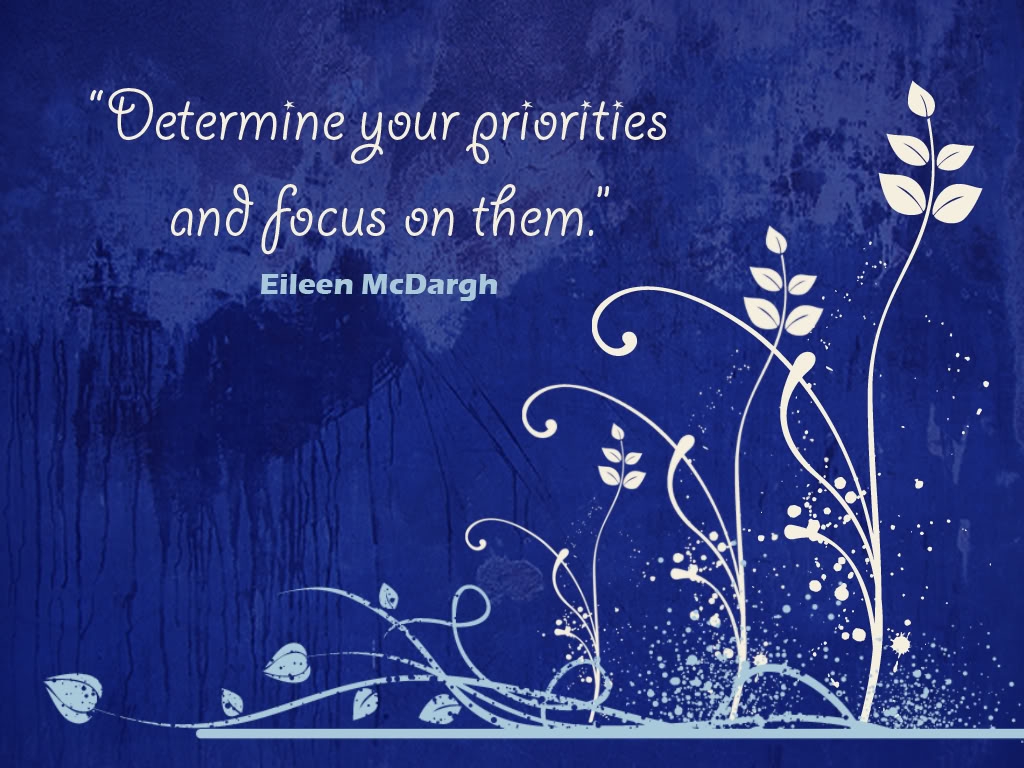 “Determine your priorities
and focus on them.”
Eileen McDargh